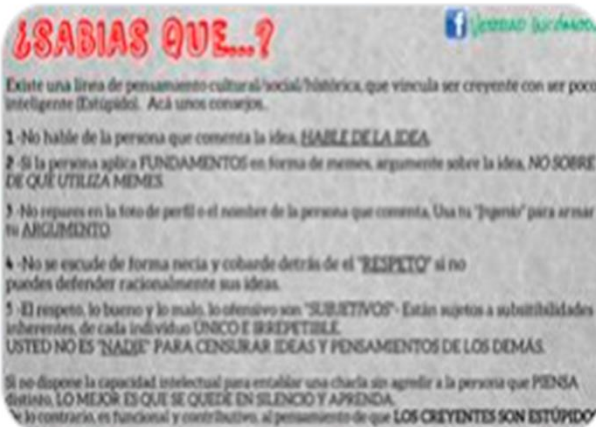 ¿SABIAS QUE...?
VERDAD
Existe una línea de pensamiento cultural/social/histórica, que vincula ser creyente con ser poco
inteligente (Estúpido). Acá unos consejos.
1-No hable de la persona que comenta la idea, HABLE DE LA IDEA.
2-Si la persona aplica FUNDAMENTOS en forma de memes, argumente sobre la idea, NO SOBRE
DE QUE UTILIZA MEMES.
3-No repares en la foto de perfil o el nombre de la persona que comenta, Usa tu "Ingenio" para armar
tu ARGUMENTO
4-No se escude de forma necia y cobarde detrás de el "RESPETO" si no
puedes defender racionalmente sus ideas.
5-El respeto, lo bueno y lo malo, lo ofensivo son "SUBJETIVOS"- Están sujetos a
inherentes, de cada individuo ÚNICO E IRREPETIBLE.
USTED NO ES "NADIE" PARA CENSURAR IDEAS Y PENSAMIENTOS DE LOS DEMÁS.
Si no dispone la capacidad intelectual para entablar una charla sin agredir a la persona que PIENSA
distinto, LO MEJOR ES QUE SE QUEDE EN SILENCIO Y APRENDA.
De lo contrario, es funcional y contributivo, al pensamiento de que LOS CREYENTES SON ESTÚPIDOS